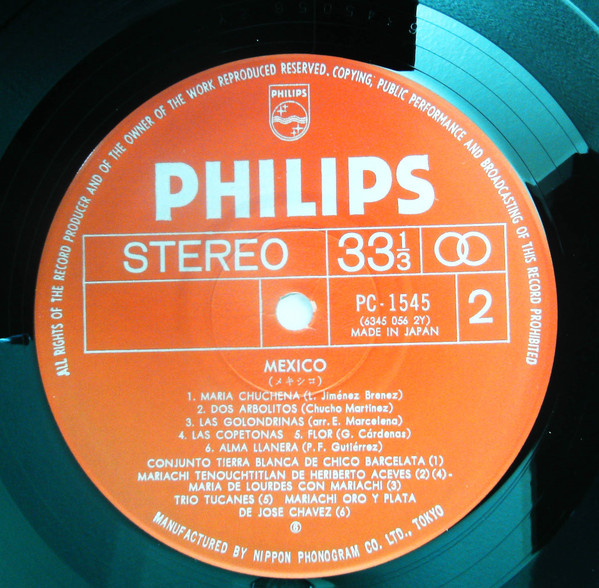 ALL RIGHTS OF THE RECORD PRODUCER AND OF THE OWNER OF THE WORK REPRODUCED RESERVED. COPYING, PUBLIC PERFORMANCE AND BROADCASTING OF THIS RECORD PROHIBITED
PHILIPS
PHILIPS
STEREO 33 1/3
PC-1545 2
(6345 056 2Y)
MADE IN JAPAN
MEXICO
(メキシコ)
1. MARIA CHUCHENA (L. Jiménez Brenez)
2. DOS ARBOLITOS (Chucho Martinez)
3. LAS GOLONDRINAS (arr. E. Marcelena)
4. LAS COPETONAS 5. FLOR (G. Cárdenas)
6. ALMA LLANERA (P. F. Gutiérrez)
CONJUNTO TIERRA BLANCA DE CHICO BARCELATA (1)
MARIACHI TENOUCHTITLAN DE HERIBERTO ACEVES (2) (4)-
MARIA DE LOURDES CON MARIACHI (3)
TRIO TUCANES (5) MARIACHI ORO Y PLATA
DE JOSE CHAVEZ (6)
MANUFACTURED BY NIPPON PHONOGRAM CO. LTD., TOKYO